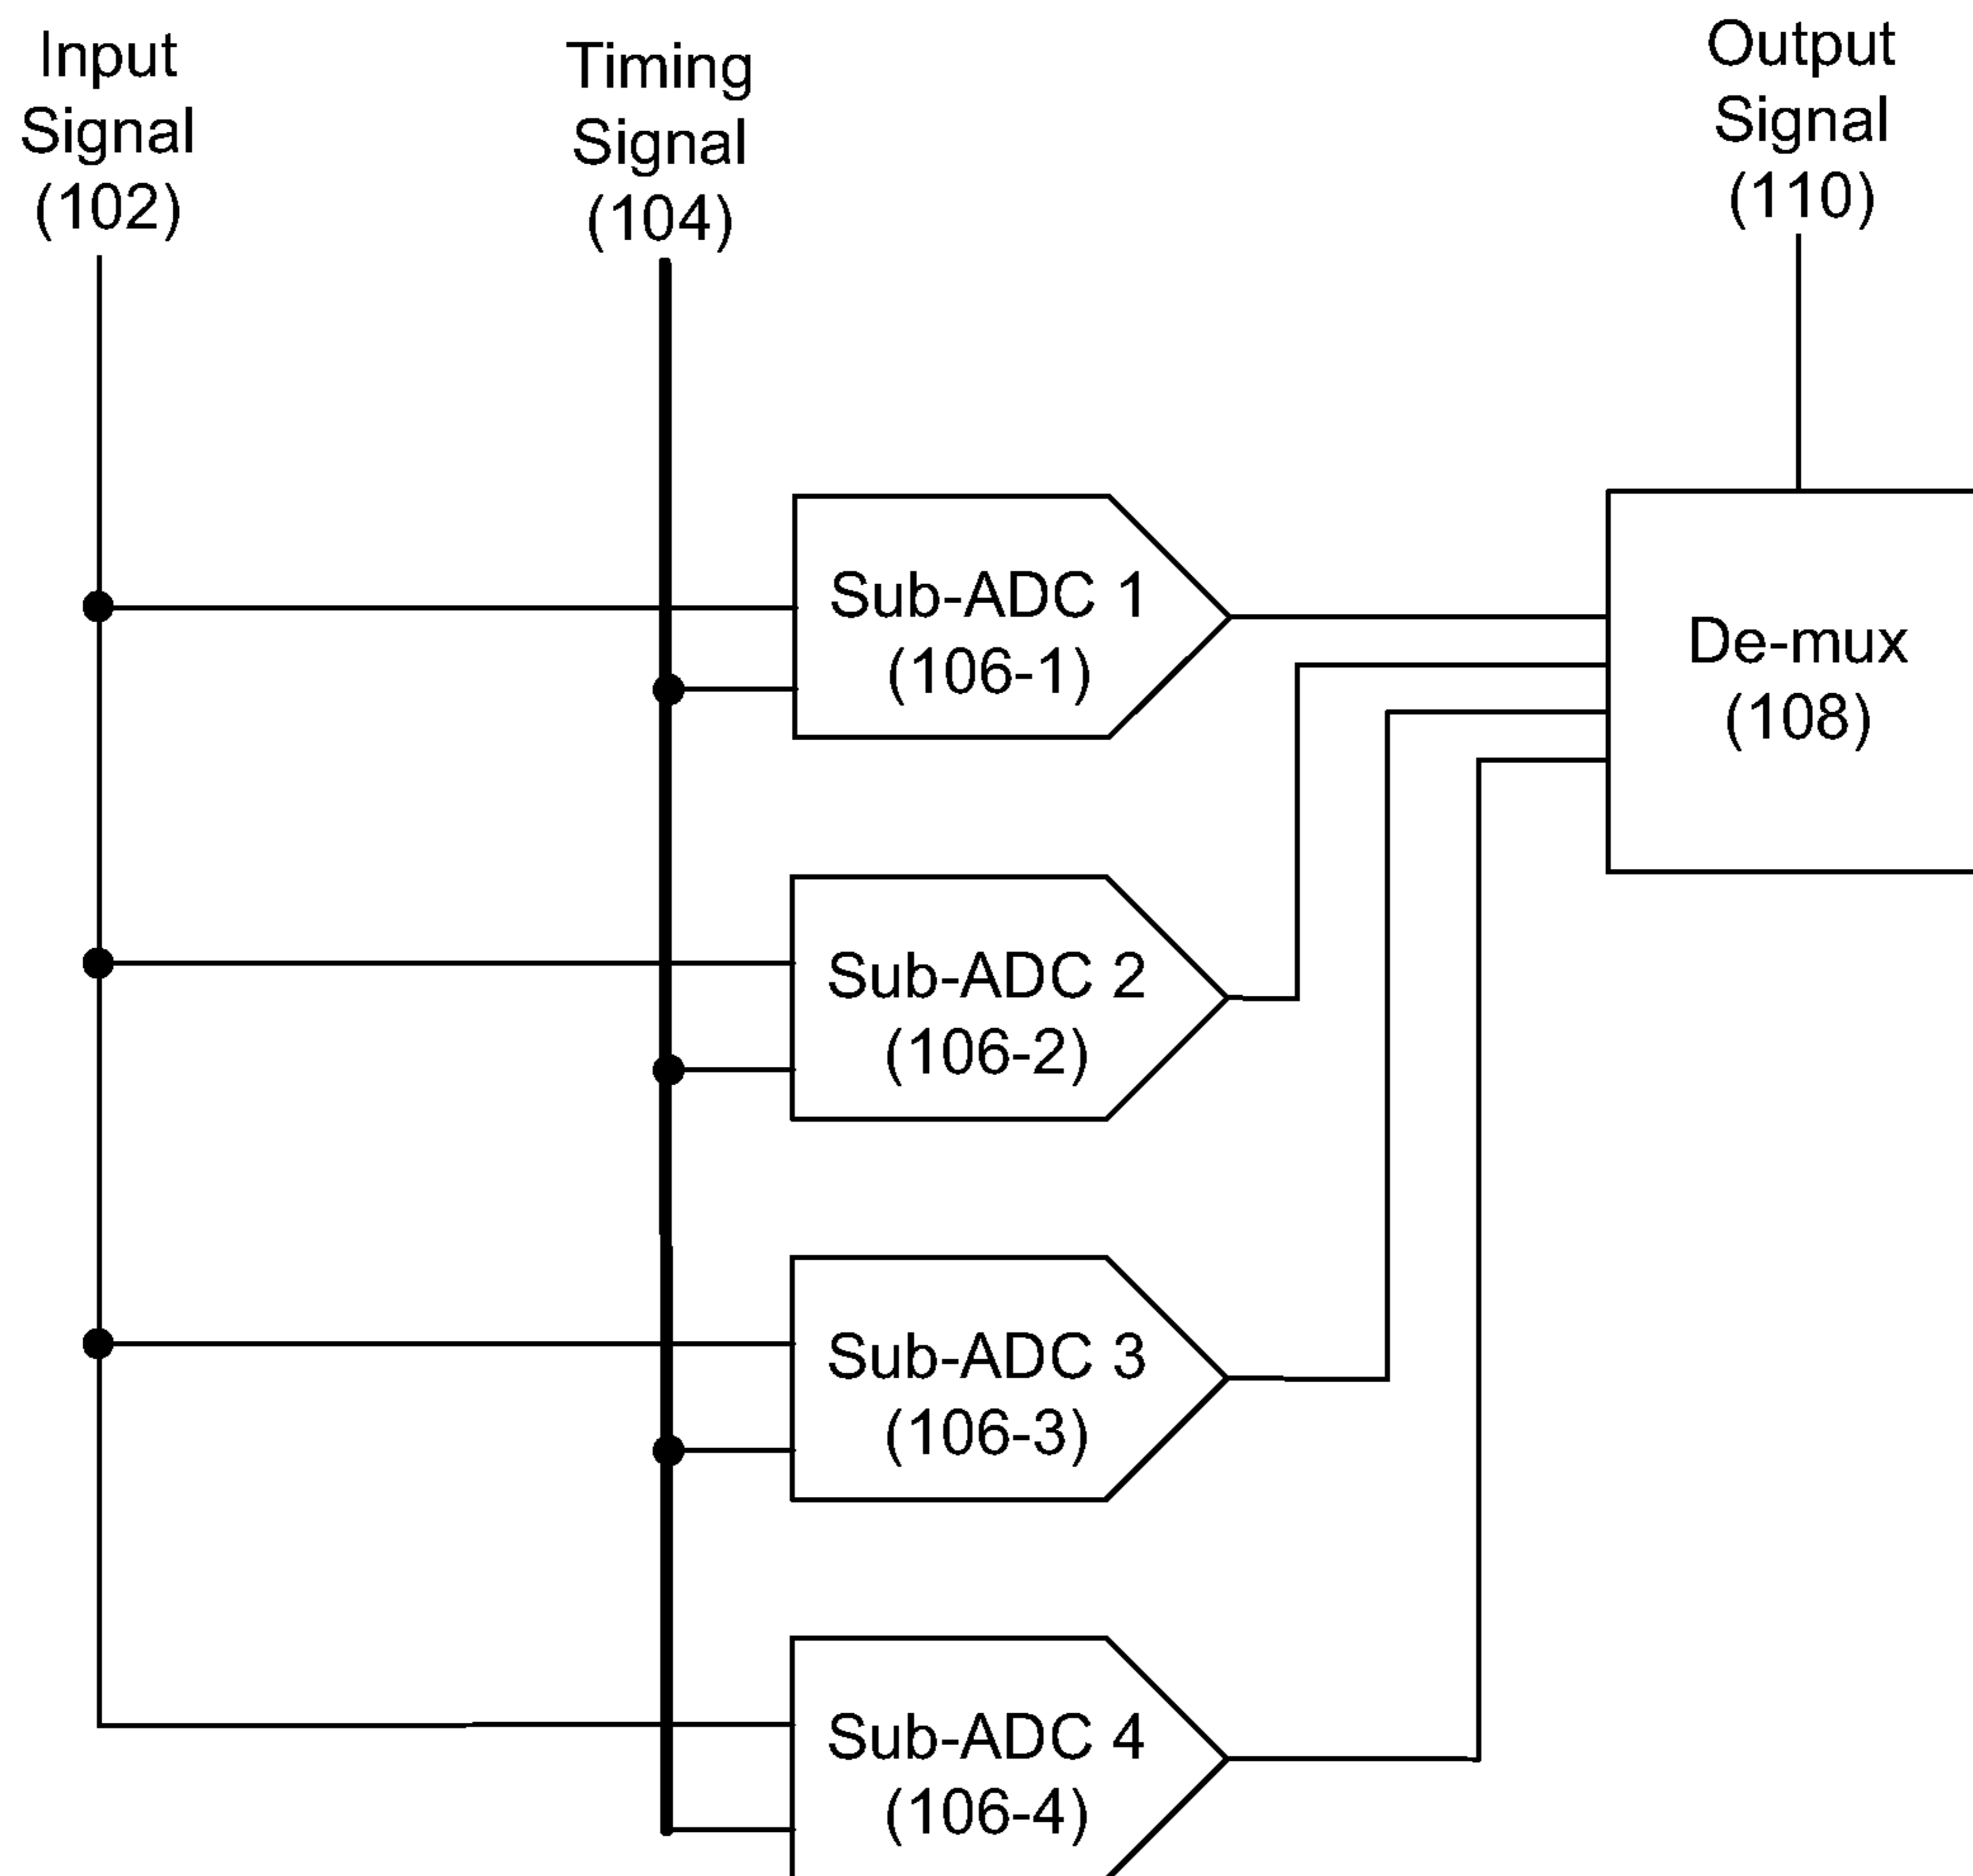 Input
Signal
(102)
Timing
Signal
(104)
Output
Signal
(110)
Sub-ADC 1
(106-1)
De-mux
(108)
Sub-ADC 2
(106-2)
Sub-ADC 3
(106-3)
Sub-ADC 4
(106-4)